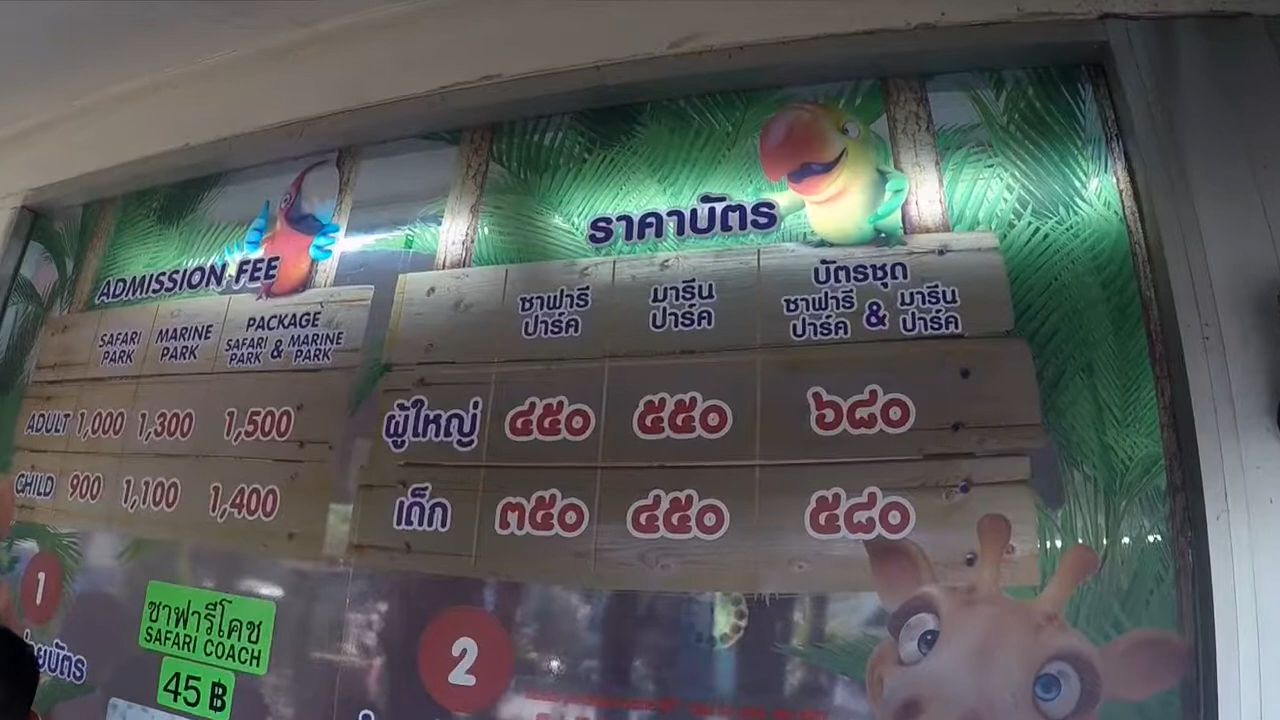 ADMISSION FEE
SAFARI PARK MARINE PARK PACKAGE SAFARI PARK & MARINE PARK
ADULT 1,000 1,300 1,500
CHILD 900 1,100 1,400
ราคาบัตร
ซาฟารี ปาร์ค มารีน ปาร์ค บัตรชุด ซาฟารี ปาร์ค & มารีน ปาร์ค
ผู้ใหญ่ ๔๕๐ ๕๕๐ ๖๘๐
เด็ก ๓๕๐ ๔๕๐ ๕๘๐
1
ซาฟารีโคช
SAFARI COACH
45 ฿
2